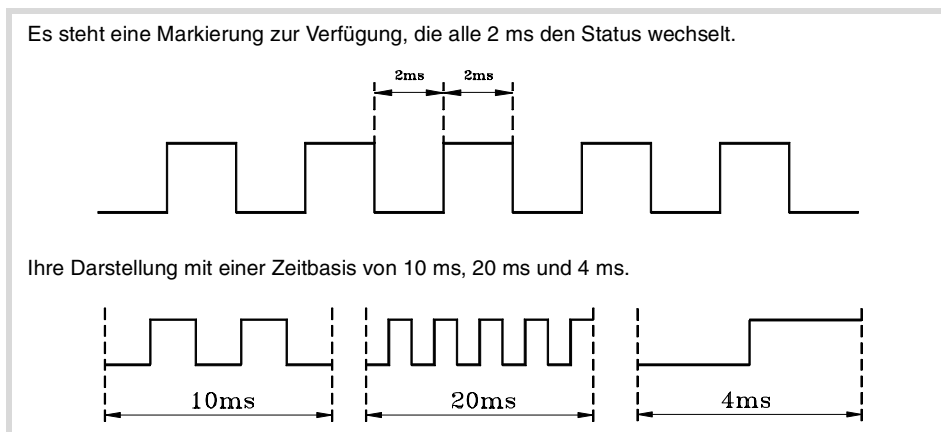 Es steht eine Markierung zur Verfügung, die alle 2 ms den Status wechselt.
2ms 2ms
Ihre Darstellung mit einer Zeitbasis von 10 ms, 20 ms und 4 ms.
10ms 20ms 4ms